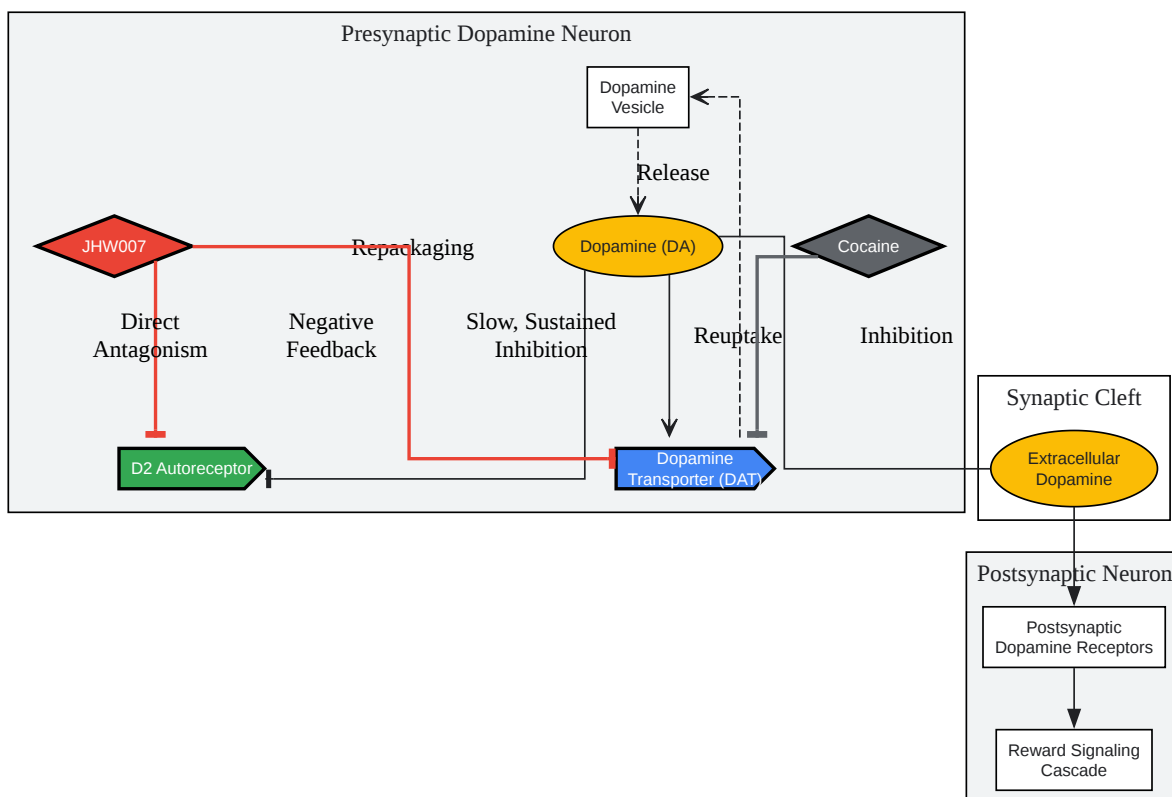 Presynaptic Dopamine Neuron
Dopamine
Vesicle
Release
JHW007
Repackaging
Dopamine (DA)
Cocaine
Direct
Antagonism
Negative
Feedback
Slow, Sustained
Inhibition
Reuptake
Inhibition
Synaptic Cleft
D2 Autoreceptor
Dopamine
Transporter (DAT)
Extracellular
Dopamine
Postsynaptic Neuron
Postsynaptic
Dopamine Receptors
Reward Signaling
Cascade